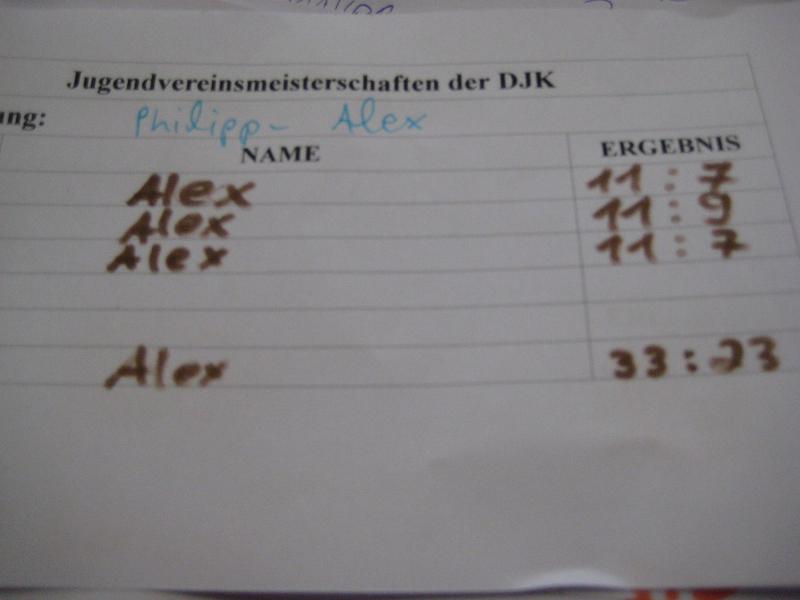 Jugendvereinsmeisterschaften der DJK
ung: Philipp- Alex
NAME ERGEBNIS
Alex 11:7
Alex 11:9
Alex 11:7
Alex 33:23